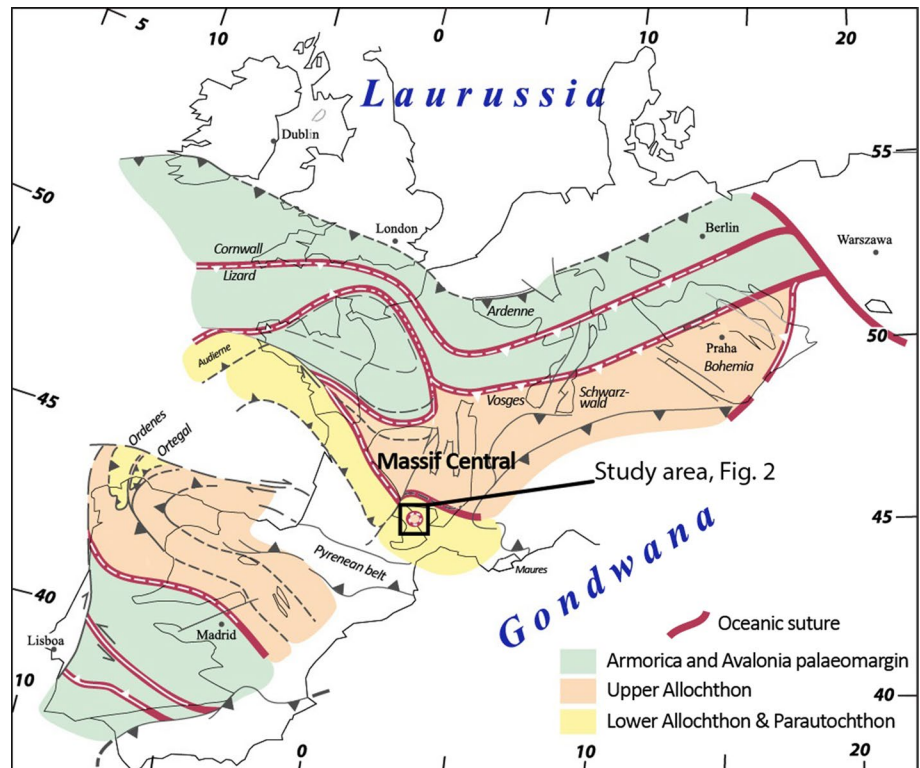 5
10
0
10
20
Laurussia
Dublin
55
50
London
Berlin
Warszawa
Cornwall
Lizard
Ardenne
50
Audierne
Praha
Bohemia
Vosges
Schwarz-
wald
45
Ordenes
Ortegal
Massif Central
Study area, Fig. 2
45
Gondwana
Pyrenean belt
Maures
40
Lisboa
Madrid
Oceanic suture
Armorica and Avalonia palaeomargin
10
Upper Allochthon
40
Lower Allochthon & Parautochthon
0
10
20